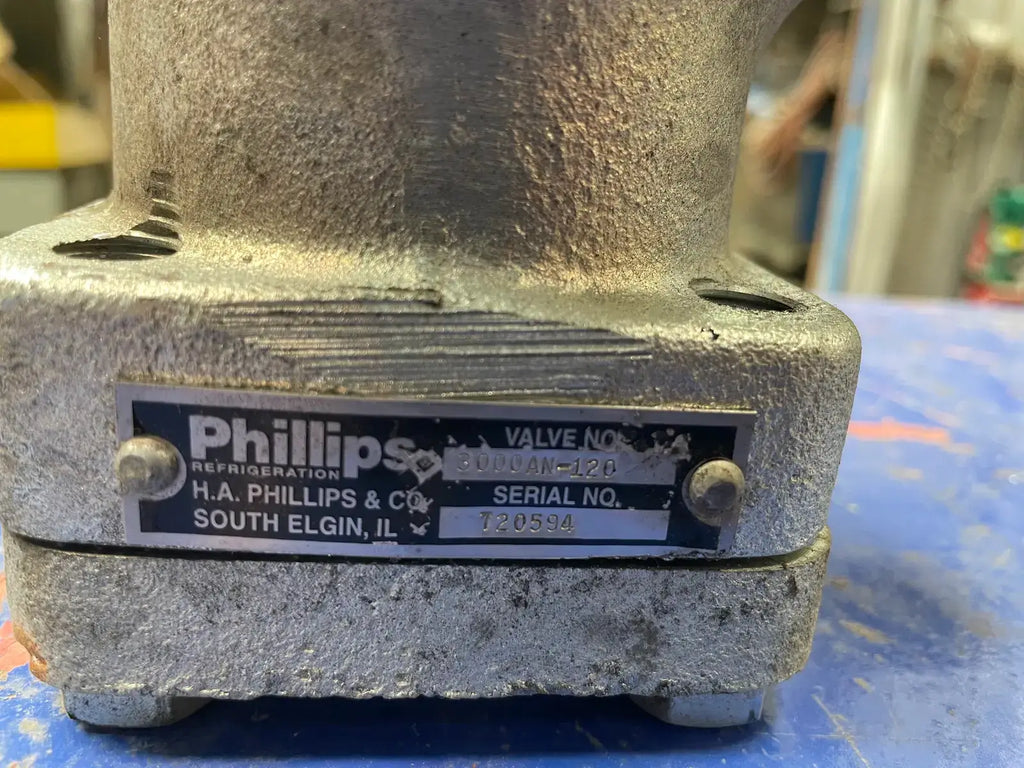 Phillips
REFRIGERATION
H.A. PHILLIPS & CO.
SOUTH ELGIN, IL
VALVE NO.
3000AN-120
SERIAL NO.
T20594